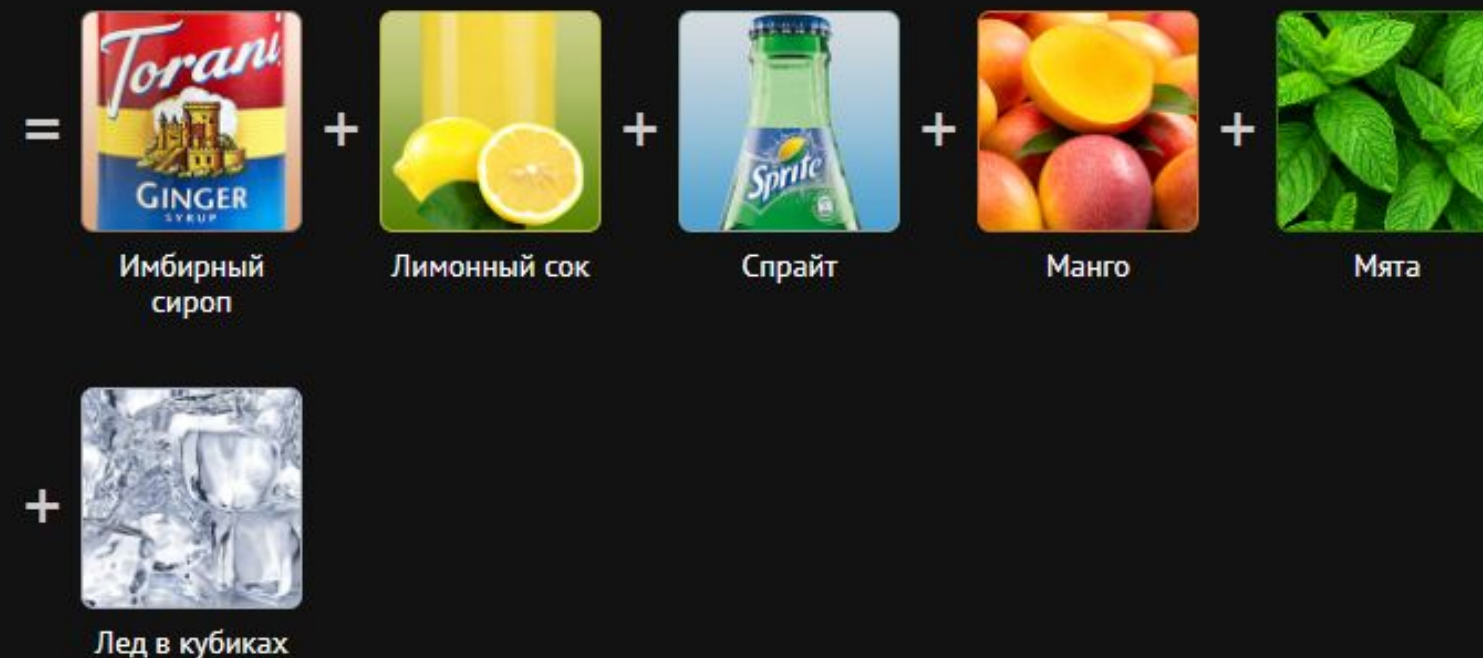 Torani
GINGER
SYRUP
Sprite
Имбирный
сироп
Лимонный сок
Спрайт
Манго
Мята
Лед в кубиках